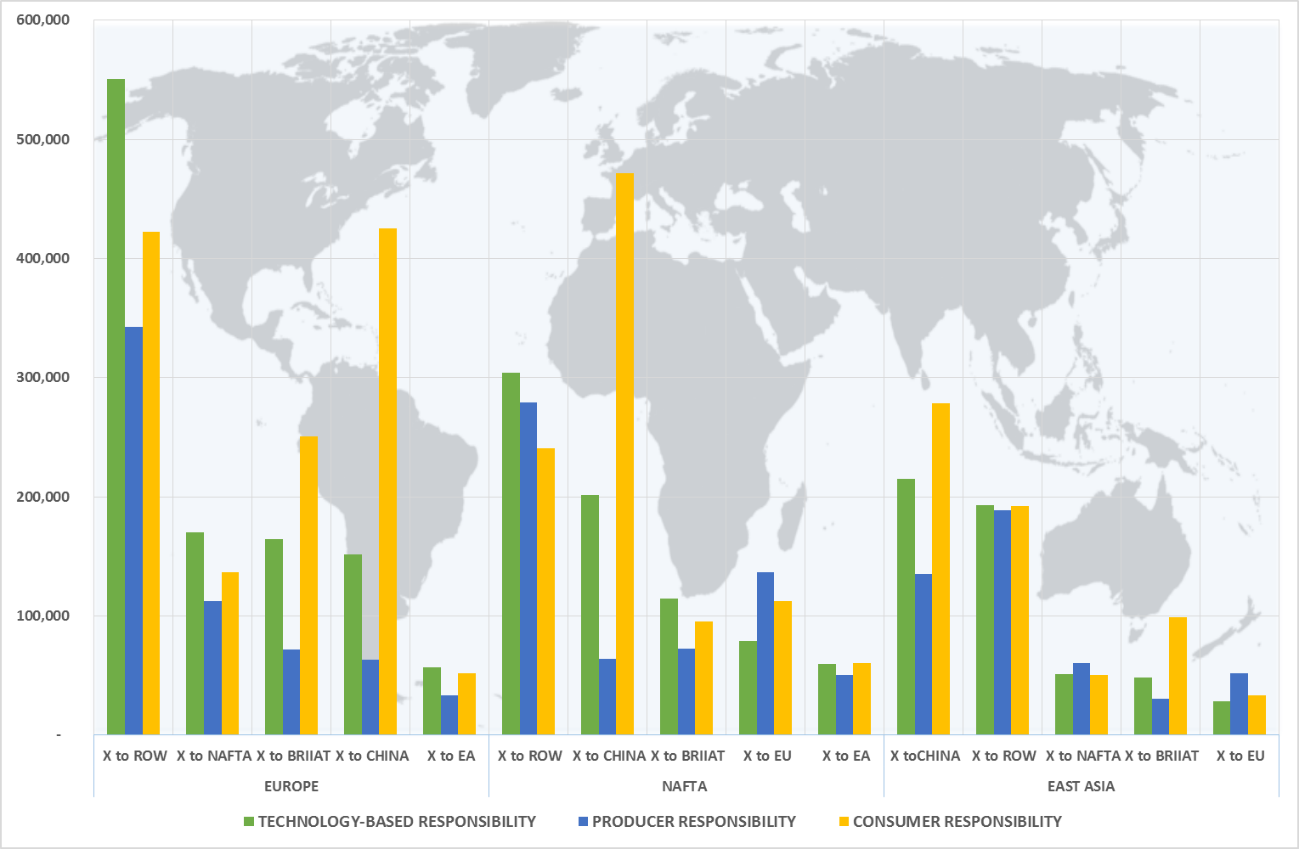 600,000
500,000
400,000
300,000
200,000
100,000
-
X to ROW X to NAFTA X to BRIIAT X to CHINA X to EA X to ROW X to CHINA X to BRIIAT X to EU X to EA X toCHINA X to ROW X to NAFTA X to BRIIAT X to EU
EUROPE NAFTA EAST ASIA
TECHNOLOGY-BASED RESPONSIBILITY PRODUCER RESPONSIBILITY CONSUMER RESPONSIBILITY